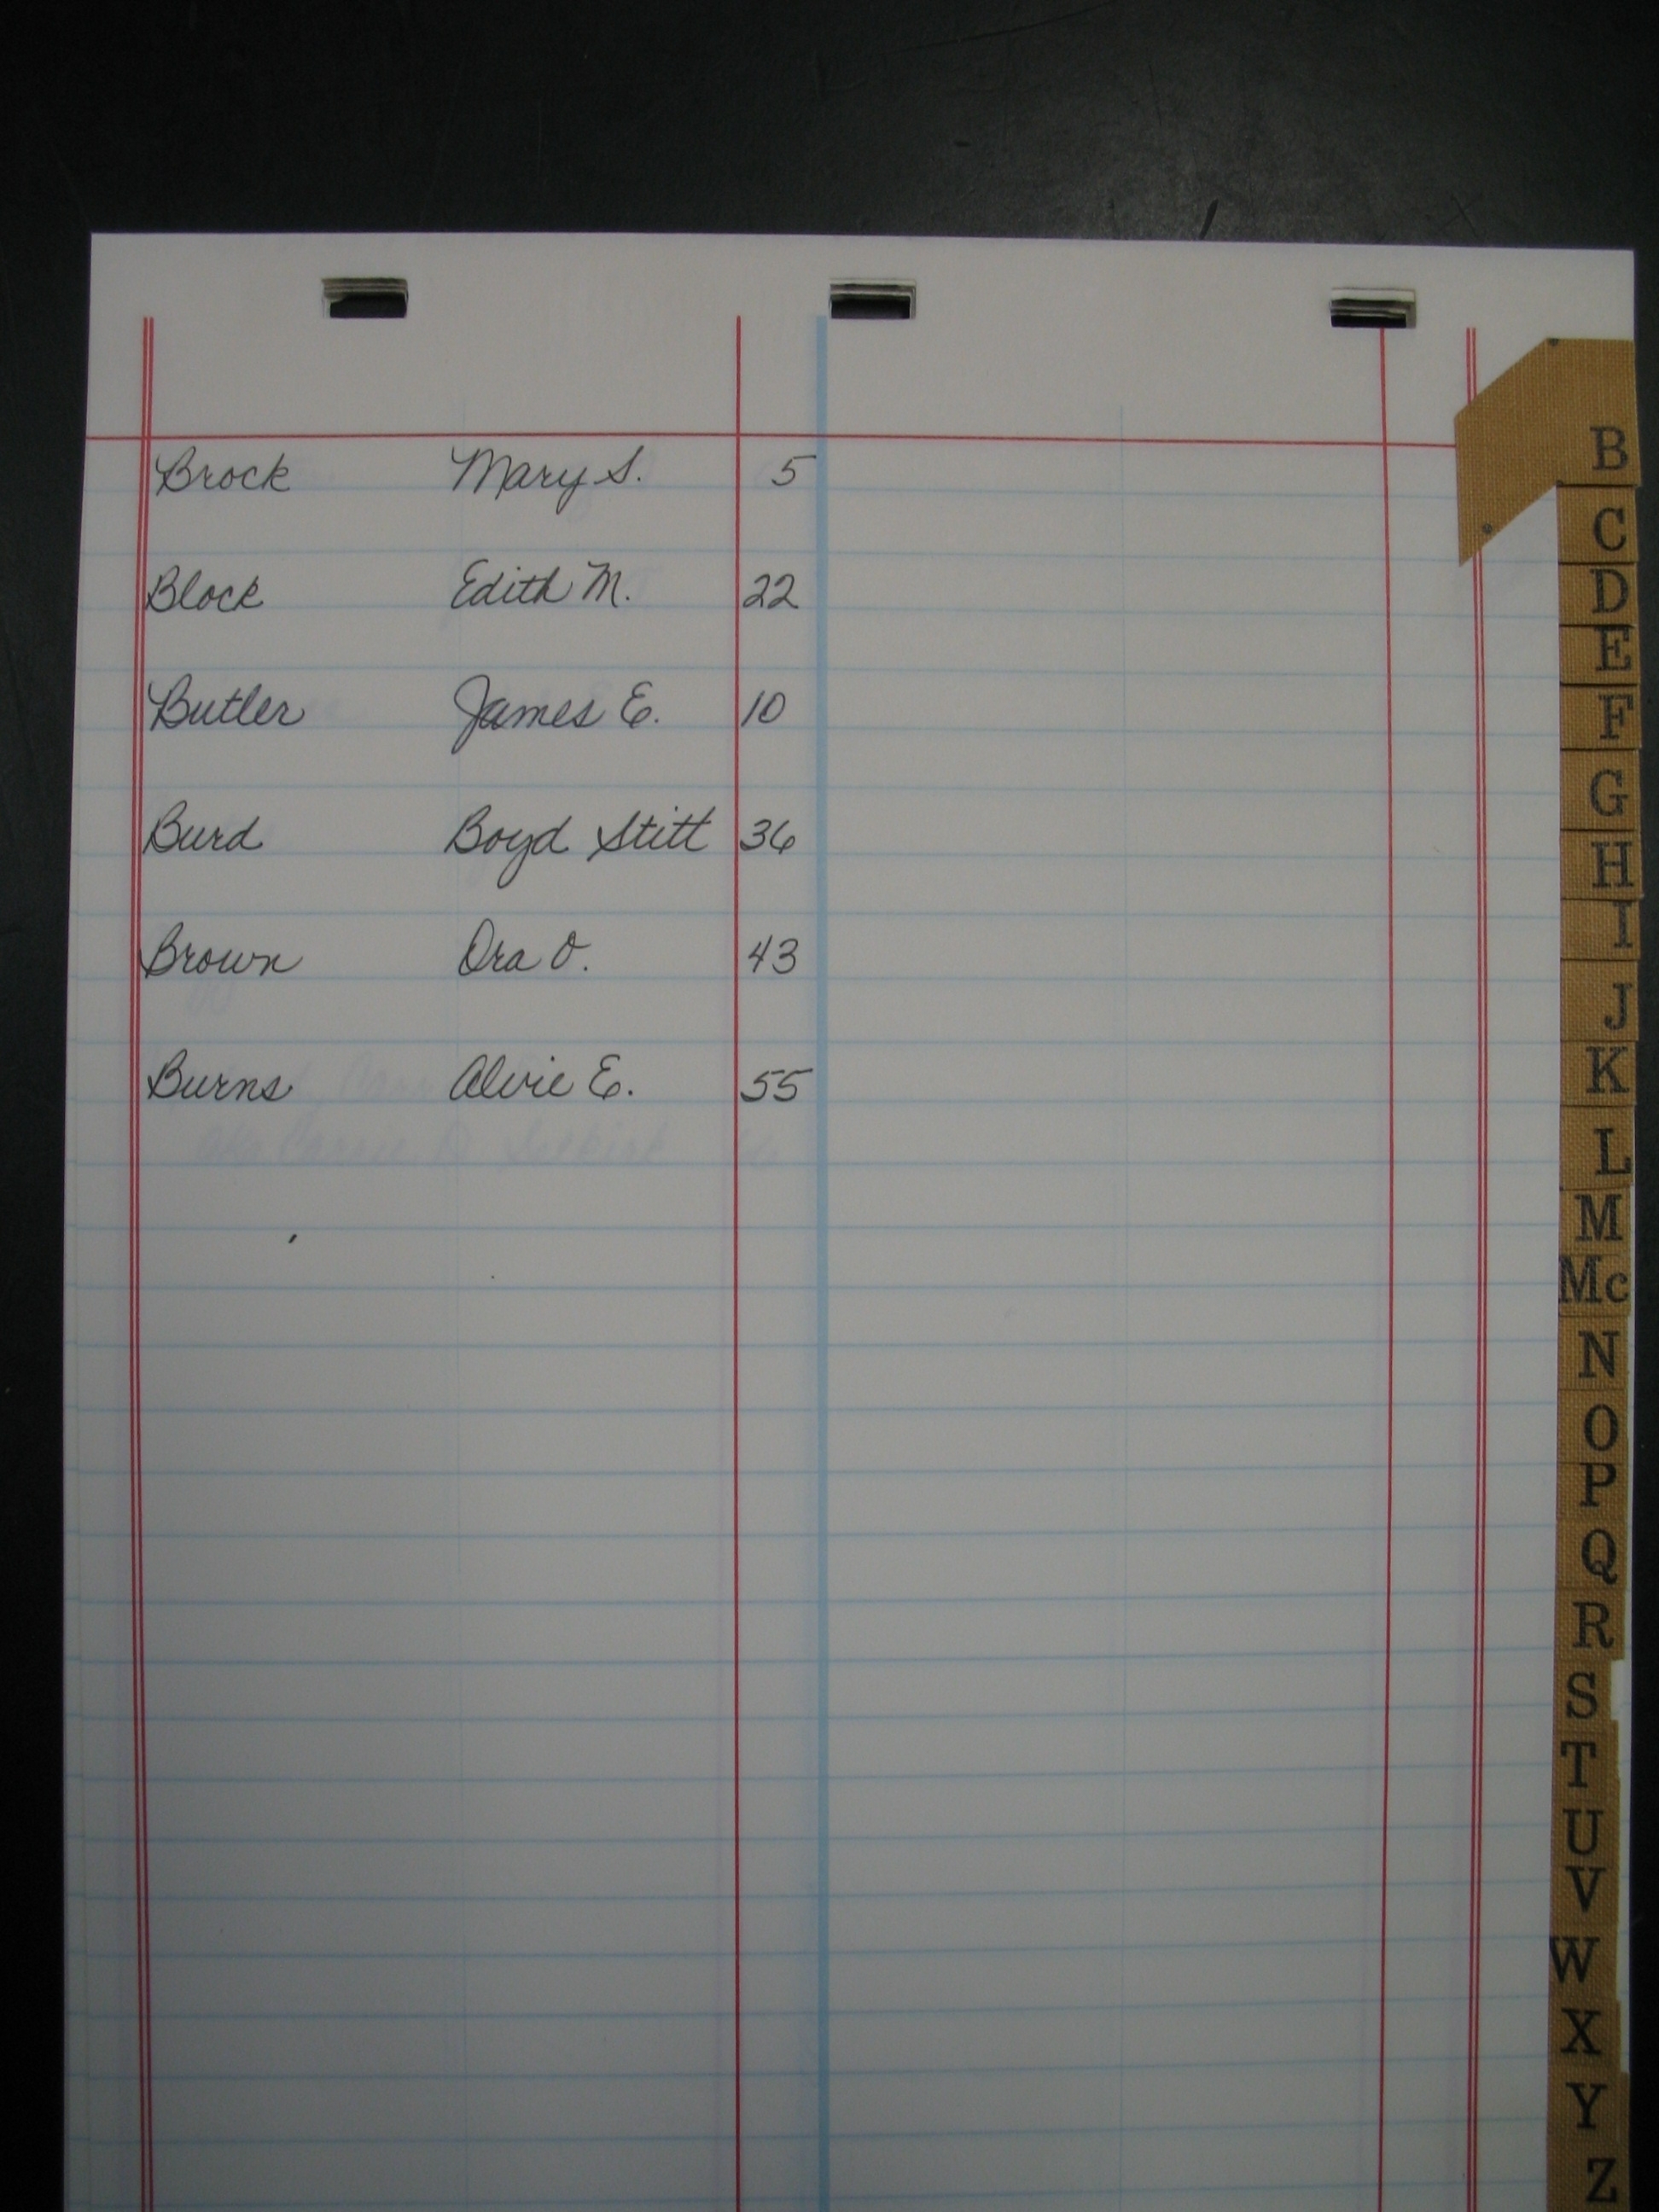 Brock Mary S. 5
Block Edith M. 22
Butler James E. 10
Burd Boyd Stitt 36
Brown Ora O. 43
Burns Alvie E. 55
B
C
D
E
F
G
H
I
J
K
L
M
Mc
N
O
P
Q
R
S
T
U
V
W
X
Y
Z